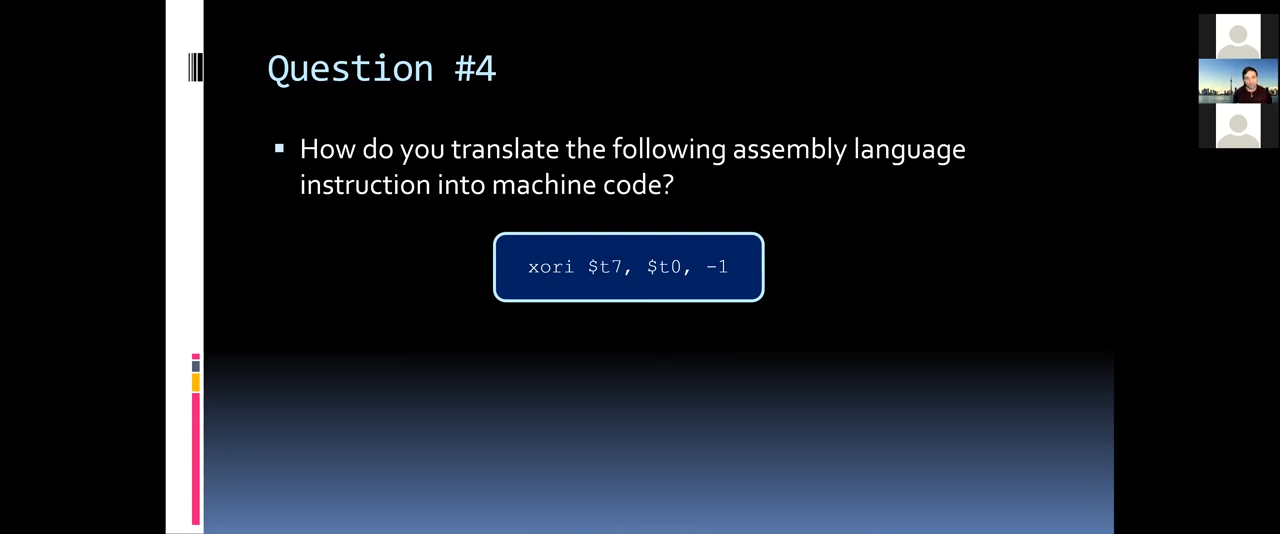 Question #4
▪ How do you translate the following assembly language
instruction into machine code?
xori $t7, $t0, -1